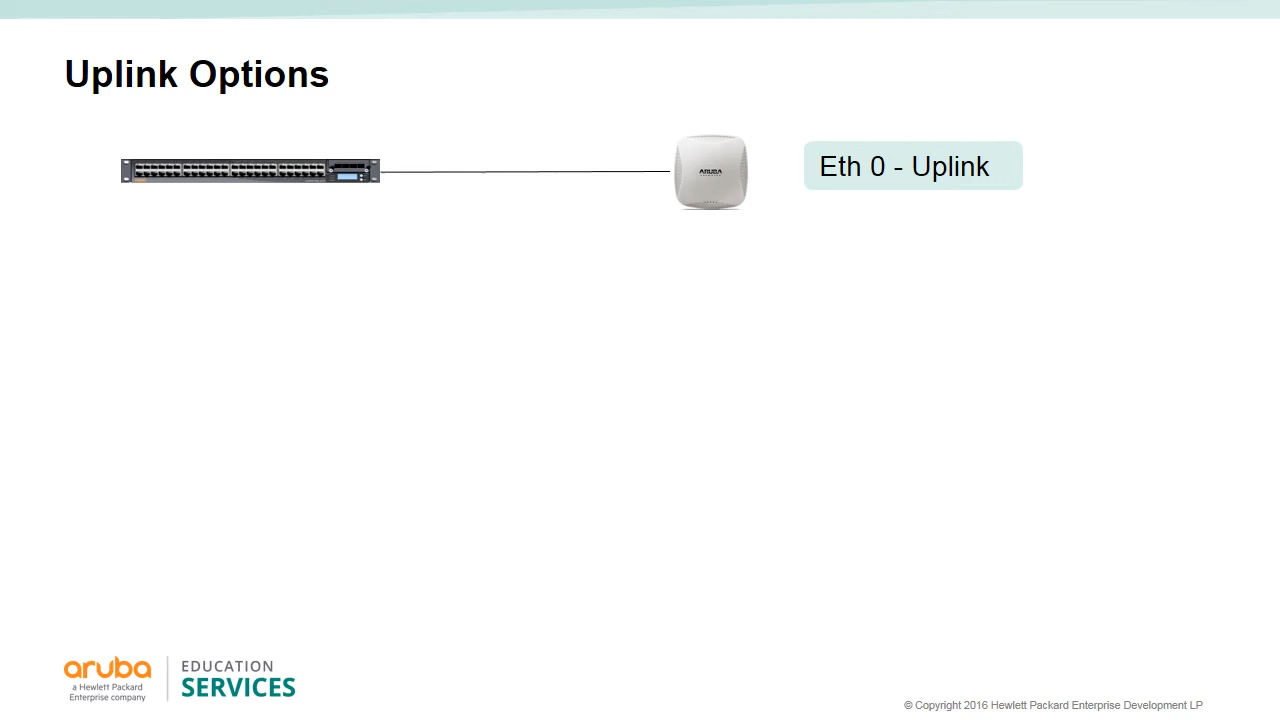 Uplink Options
ARUBA
Eth 0 - Uplink
aruba
a Hewlett Packard
Enterprise company
EDUCATION
SERVICES
© Copyright 2016 Hewlett Packard Enterprise Development LP